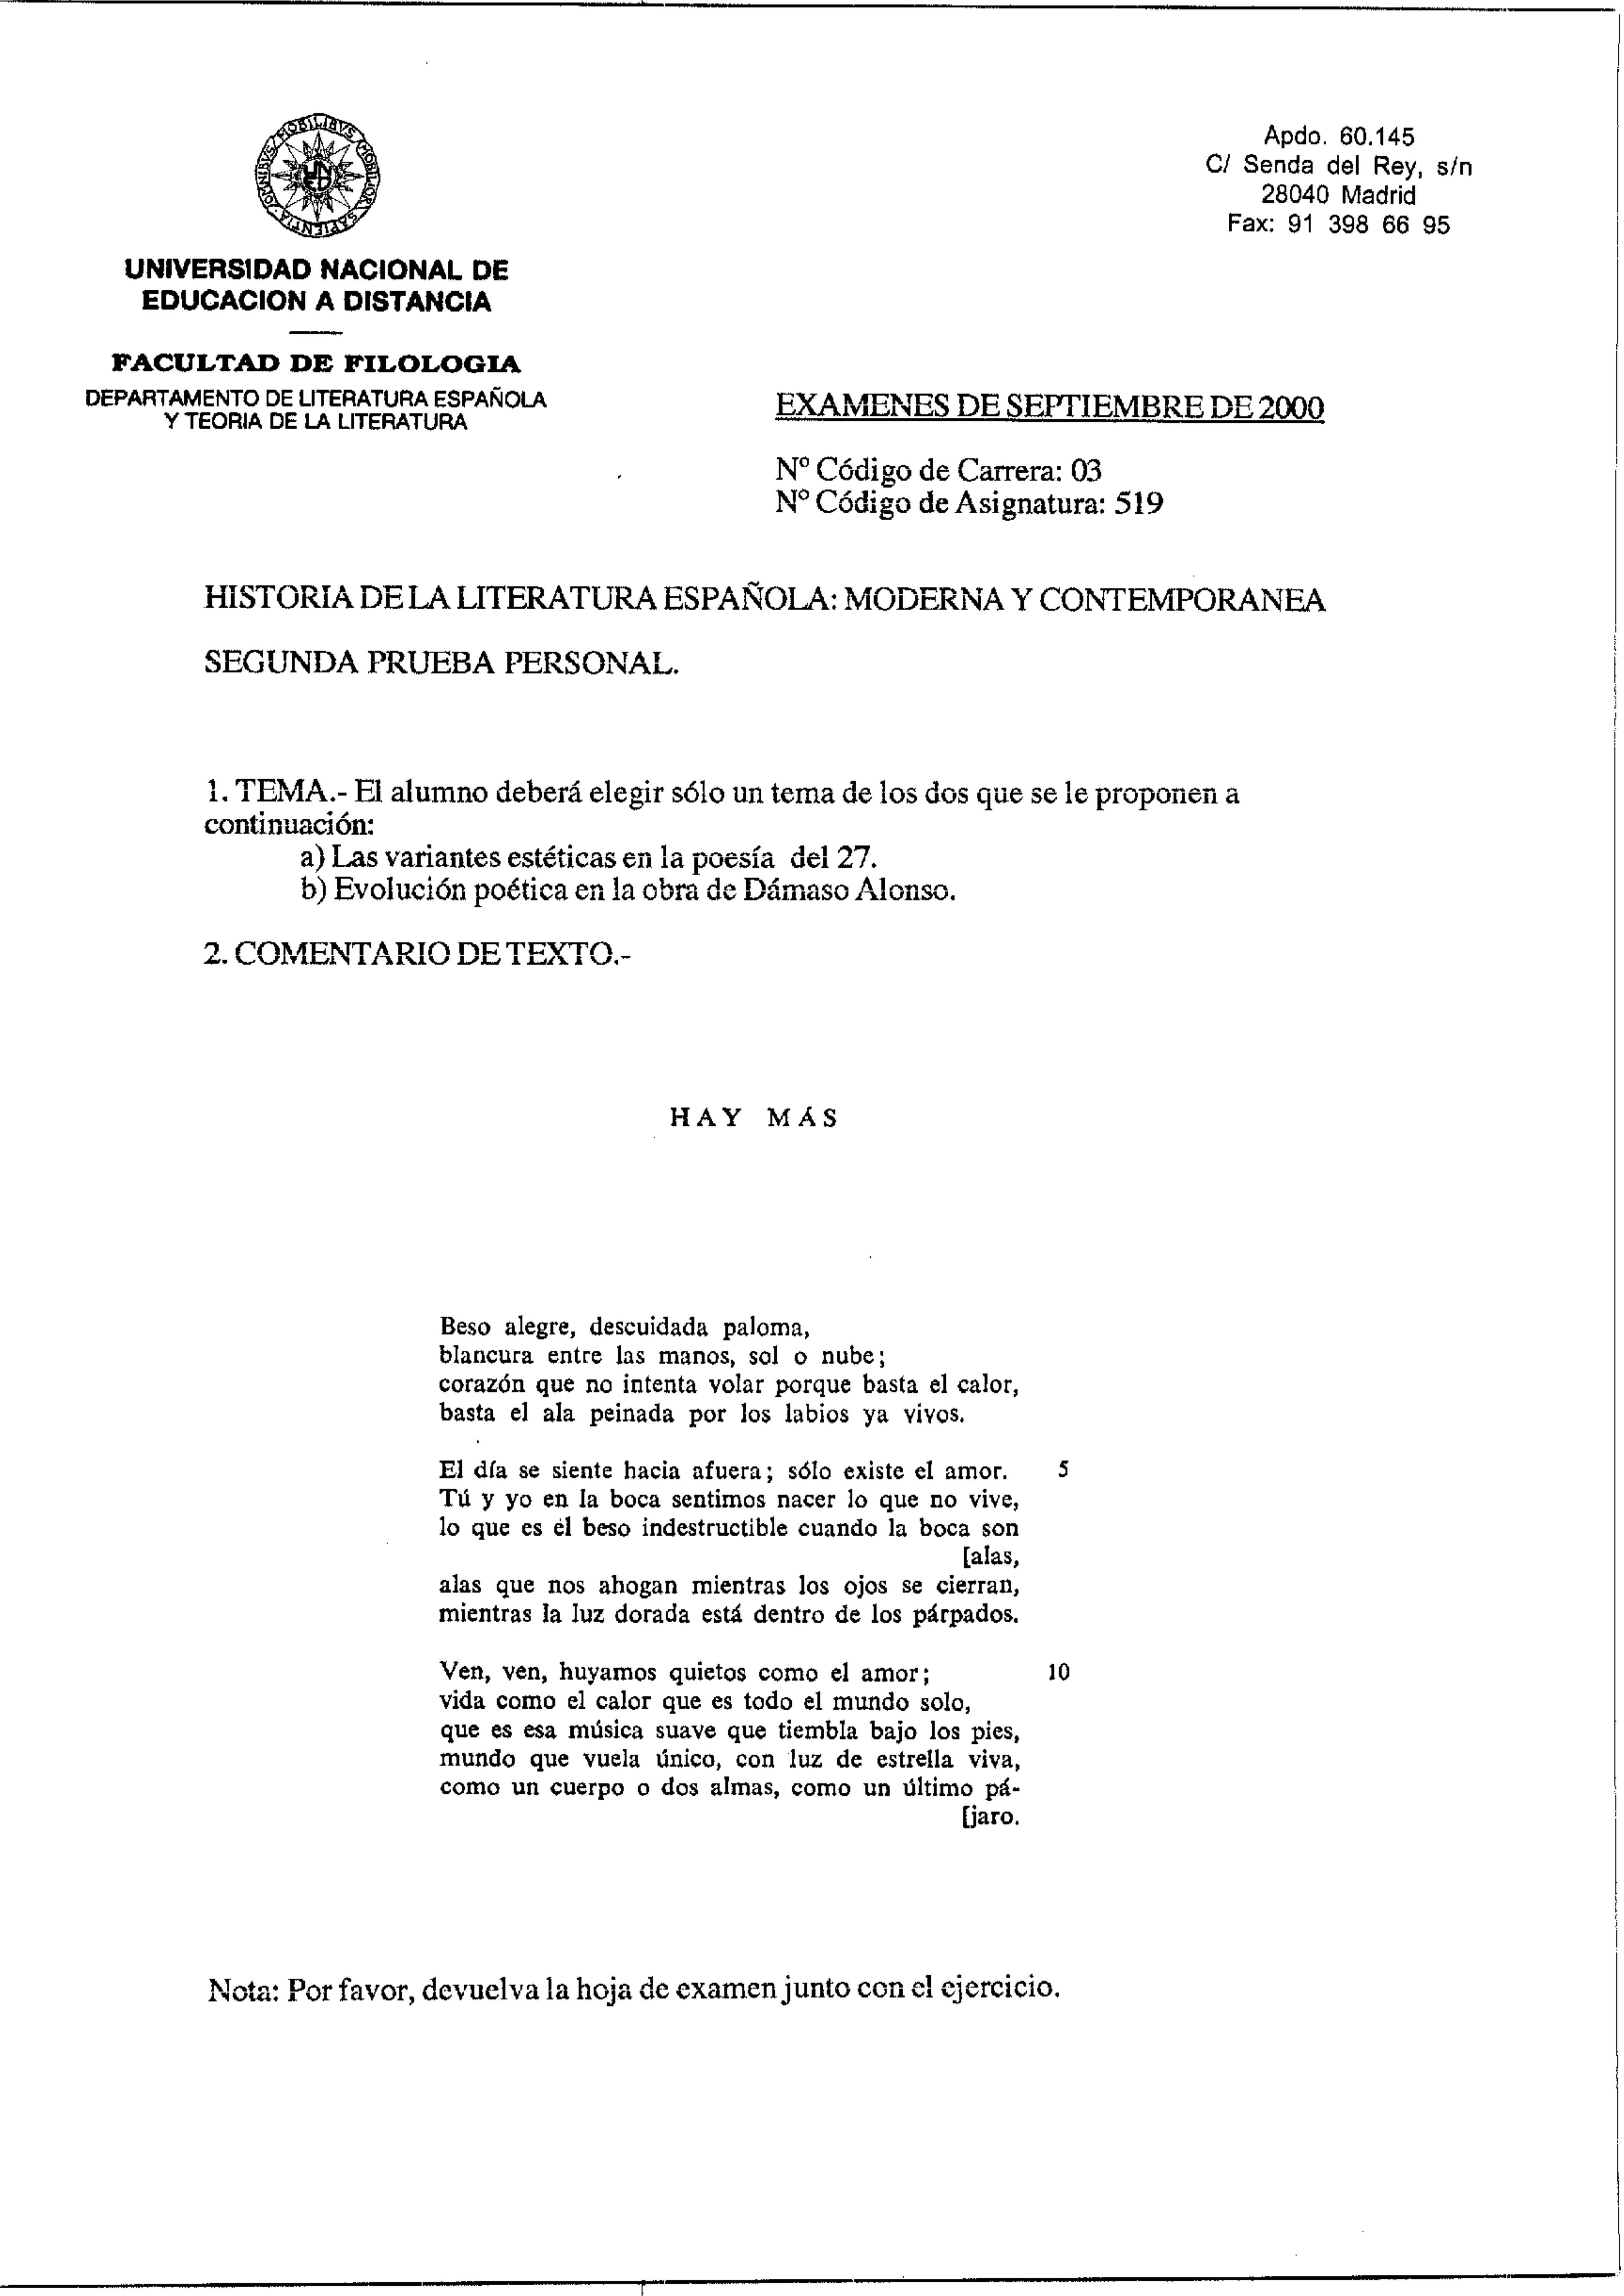 OMNIBVS MOBILIBVS MOBILIOR SAPIENTIA
UNED
Apdo. 60.145
C/ Senda del Rey, s/n
28040 Madrid
Fax: 91 398 66 95
UNIVERSIDAD NACIONAL DE
EDUCACION A DISTANCIA
FACULTAD DE FILOLOGIA
DEPARTAMENTO DE LITERATURA ESPAÑOLA
Y TEORIA DE LA LITERATURA
EXAMENES DE SEPTIEMBRE DE 2000
Nº Código de Carrera: 03
Nº Código de Asignatura: 519
HISTORIA DE LA LITERATURA ESPAÑOLA: MODERNA Y CONTEMPORANEA
SEGUNDA PRUEBA PERSONAL.
1. TEMA.- El alumno deberá elegir sólo un tema de los dos que se le proponen a
continuación:
a) Las variantes estéticas en la poesía del 27.
b) Evolución poética en la obra de Dámaso Alonso.
2. COMENTARIO DE TEXTO.-
HAY MÁS
Beso alegre, descuidada paloma,
blancura entre las manos, sol o nube;
corazón que no intenta volar porque basta el calor,
basta el ala peinada por los labios ya vivos.
El día se siente hacia afuera; sólo existe el amor. 5
Tú y yo en la boca sentimos nacer lo que no vive,
lo que es el beso indestructible cuando la boca son
[alas,
alas que nos ahogan mientras los ojos se cierran,
mientras la luz dorada está dentro de los párpados.
Ven, ven, huyamos quietos como el amor; 10
vida como el calor que es todo el mundo solo,
que es esa música suave que tiembla bajo los pies,
mundo que vuela único, con luz de estrella viva,
como un cuerpo o dos almas, como un último pá-
[jaro.
Nota: Por favor, devuelva la hoja de examen junto con el ejercicio.